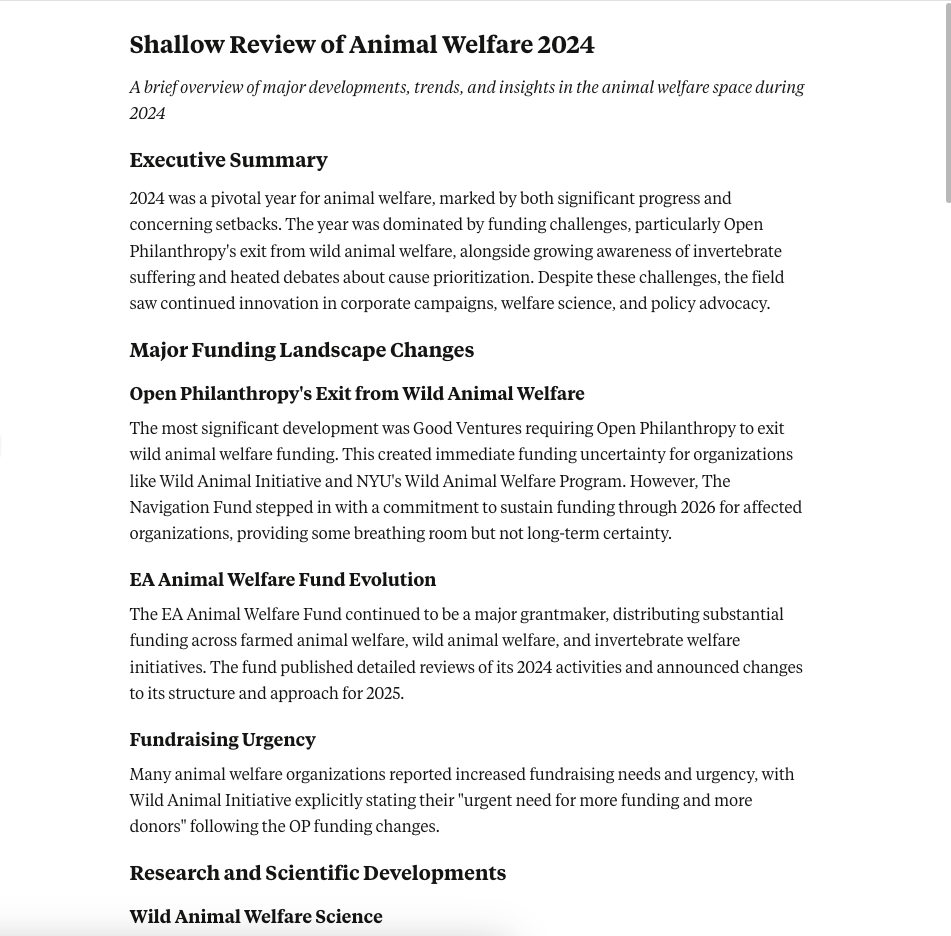 Shallow Review of Animal Welfare 2024
A brief overview of major developments, trends, and insights in the animal welfare space during
2024
Executive Summary
2024 was a pivotal year for animal welfare, marked by both significant progress and
concerning setbacks. The year was dominated by funding challenges, particularly Open
Philanthropy's exit from wild animal welfare, alongside growing awareness of invertebrate
suffering and heated debates about cause prioritization. Despite these challenges, the field
saw continued innovation in corporate campaigns, welfare science, and policy advocacy.
Major Funding Landscape Changes
Open Philanthropy's Exit from Wild Animal Welfare
The most significant development was Good Ventures requiring Open Philanthropy to exit
wild animal welfare funding. This created immediate funding uncertainty for organizations
like Wild Animal Initiative and NYU's Wild Animal Welfare Program. However, The
Navigation Fund stepped in with a commitment to sustain funding through 2026 for affected
organizations, providing some breathing room but not long-term certainty.
EA Animal Welfare Fund Evolution
The EA Animal Welfare Fund continued to be a major grantmaker, distributing substantial
funding across farmed animal welfare, wild animal welfare, and invertebrate welfare
initiatives. The fund published detailed reviews of its 2024 activities and announced changes
to its structure and approach for 2025.
Fundraising Urgency
Many animal welfare organizations reported increased fundraising needs and urgency, with
Wild Animal Initiative explicitly stating their "urgent need for more funding and more
donors" following the OP funding changes.
Research and Scientific Developments
Wild Animal Welfare Science